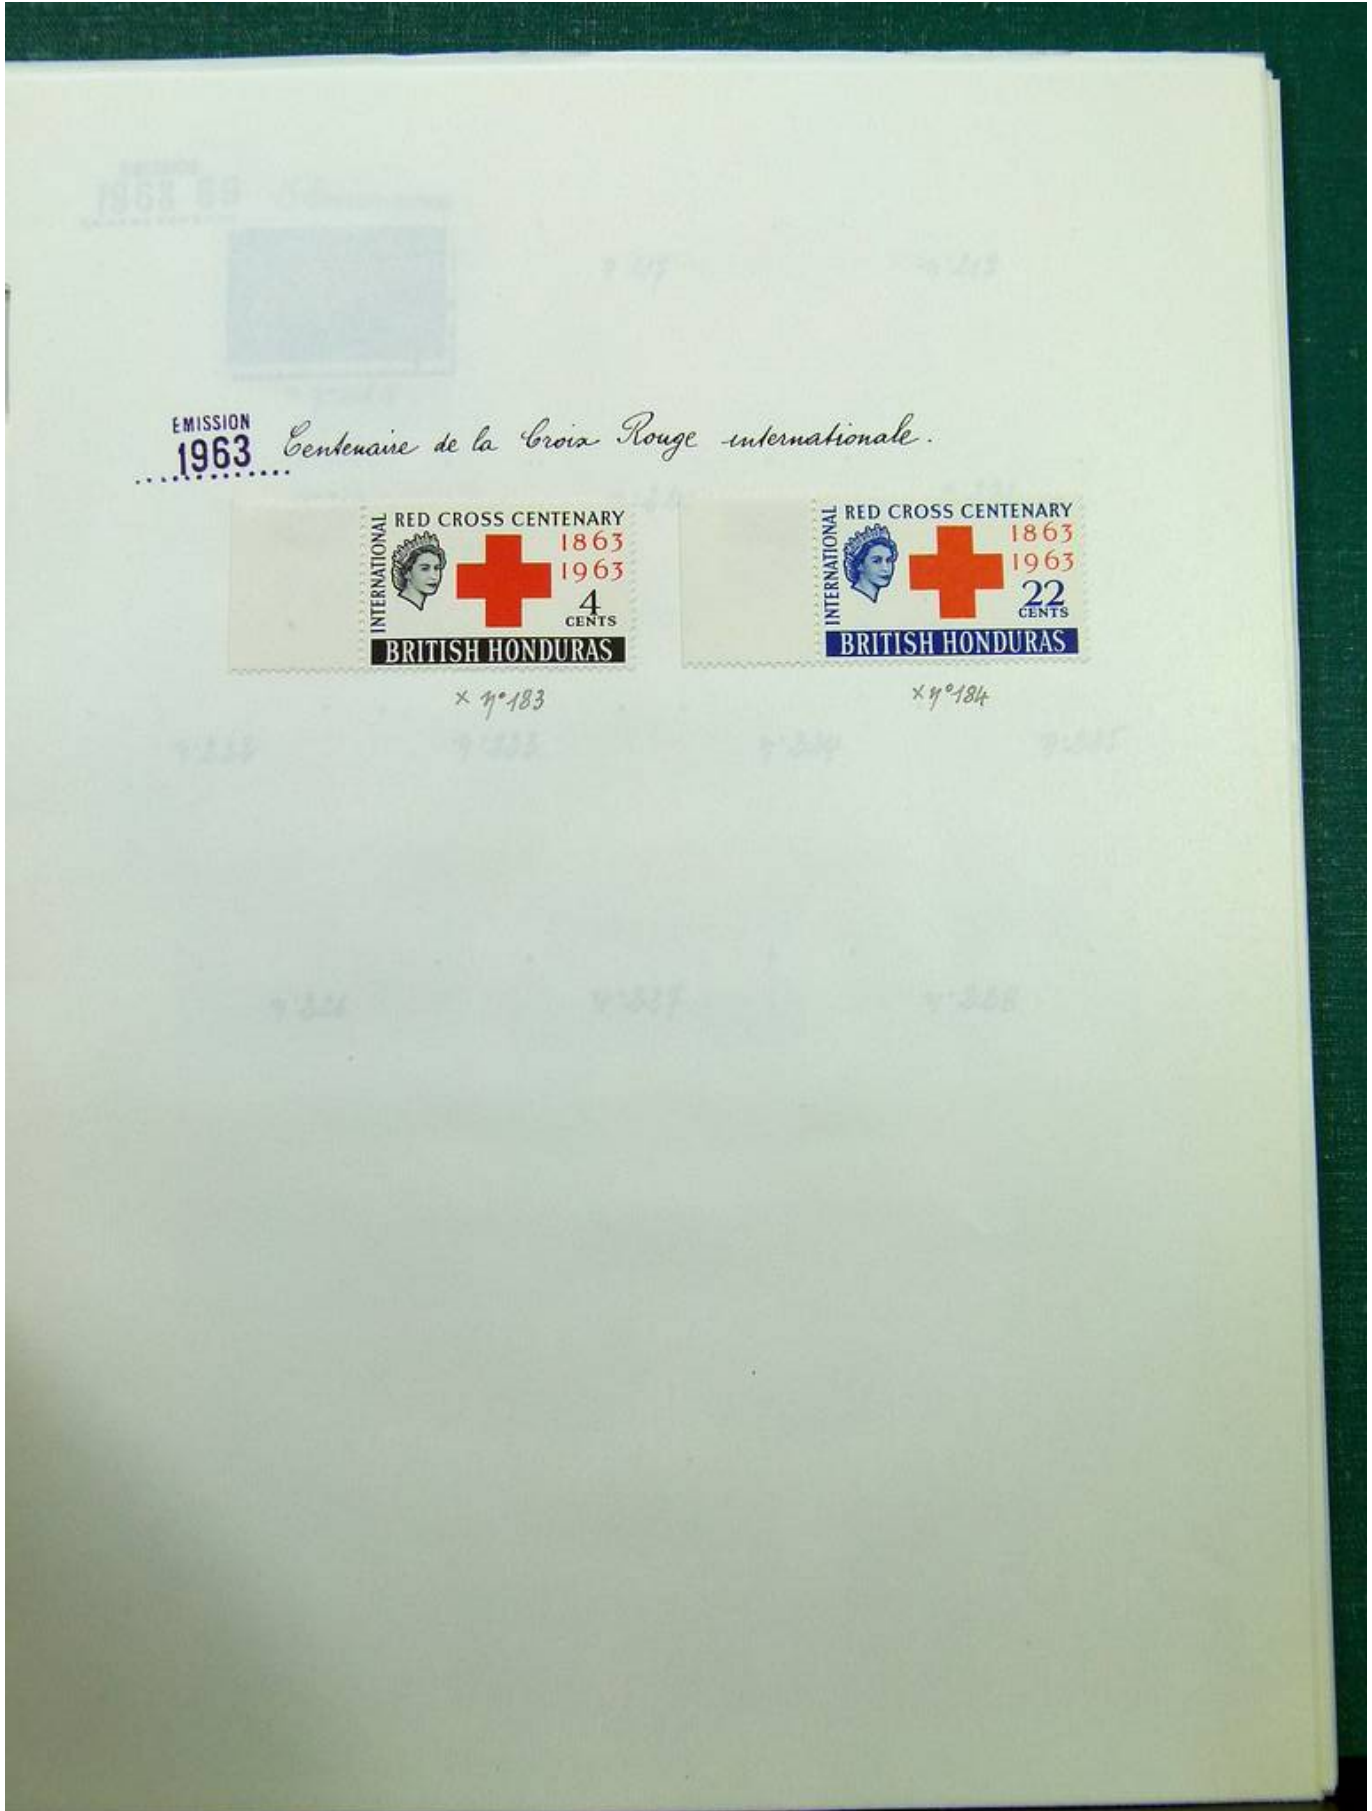 EMISSION
1963
Centenaire de la Croix Rouge internationale.
INTERNATIONAL
RED CROSS CENTENARY
1863
1963
4
CENTS
BRITISH HONDURAS
INTERNATIONAL
RED CROSS CENTENARY
1863
1963
22
CENTS
BRITISH HONDURAS
x n° 183
x n° 184